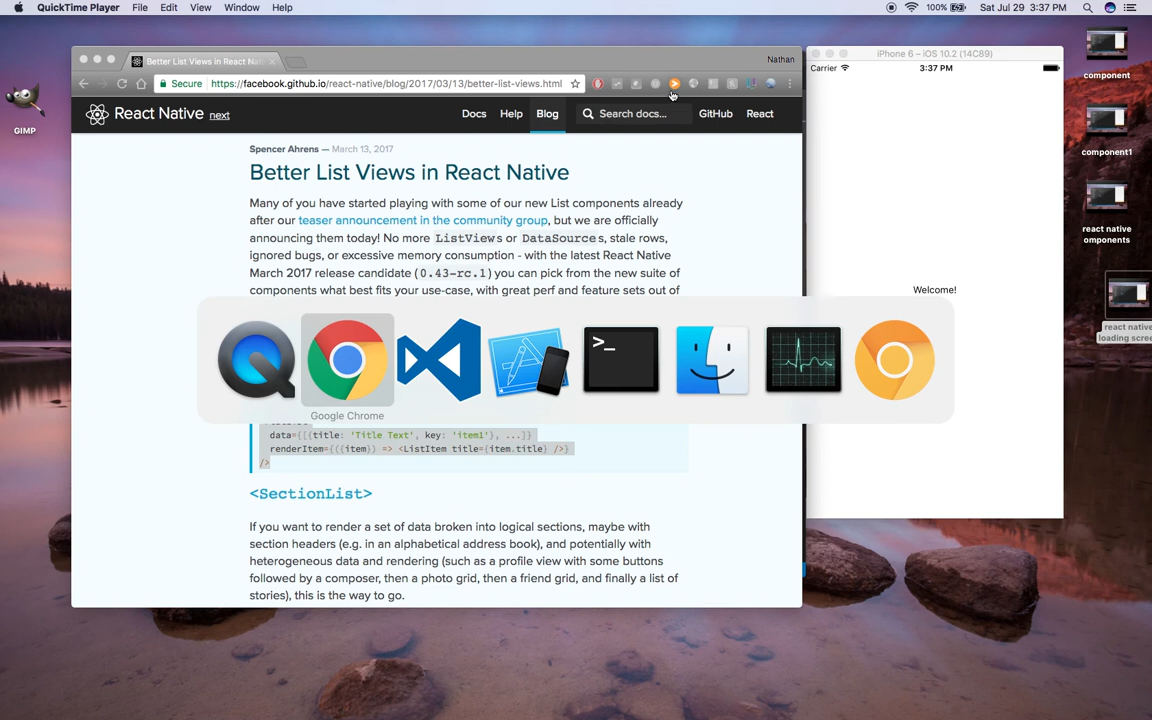 QuickTime Player File Edit View Window Help
100% Sat Jul 29 3:37 PM
GIMP
Better List Views in React Nati
Nathan
Secure https://facebook.github.io/react-native/blog/2017/03/13/better-list-views.html
React Native next
Docs Help Blog Search docs... GitHub React
Spencer Ahrens — March 13, 2017
Better List Views in React Native
Many of you have started playing with some of our new List components already
after our teaser announcement in the community group, but we are officially
announcing them today! No more ListViews or DataSources, stale rows,
ignored bugs, or excessive memory consumption - with the latest React Native
March 2017 release candidate (0.43-rc.1) you can pick from the new suite of
components what best fits your use-case, with great perf and feature sets out of
Google Chrome
data={[{title: 'Title Text', key: 'item1'}, ...]}
renderItem={({item}) => <ListItem title={item.title} />}
/>
<SectionList>
If you want to render a set of data broken into logical sections, maybe with
section headers (e.g. in an alphabetical address book), and potentially with
heterogeneous data and rendering (such as a profile view with some buttons
followed by a composer, then a photo grid, then a friend grid, and finally a list of
stories), this is the way to go.
iPhone 6 – iOS 10.2 (14C89)
Carrier 3:37 PM
Welcome!
component
component1
react native
omponents
react native
loading scree